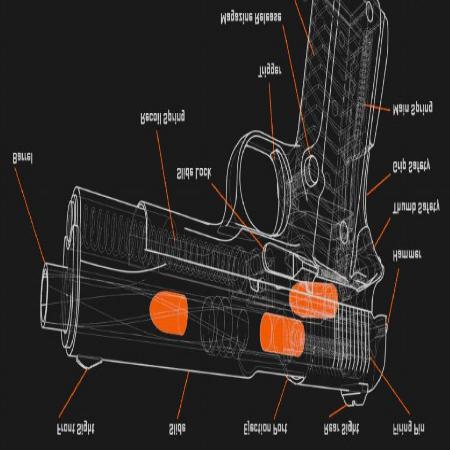 Magazine Release
Trigger
Main Spring
Recoil Spring
Barrel
Slide Lock
Grip Safety
Thumb Safety
Hammer
Front Sight
Slide
Ejection Port
Rear Sight
Firing Pin